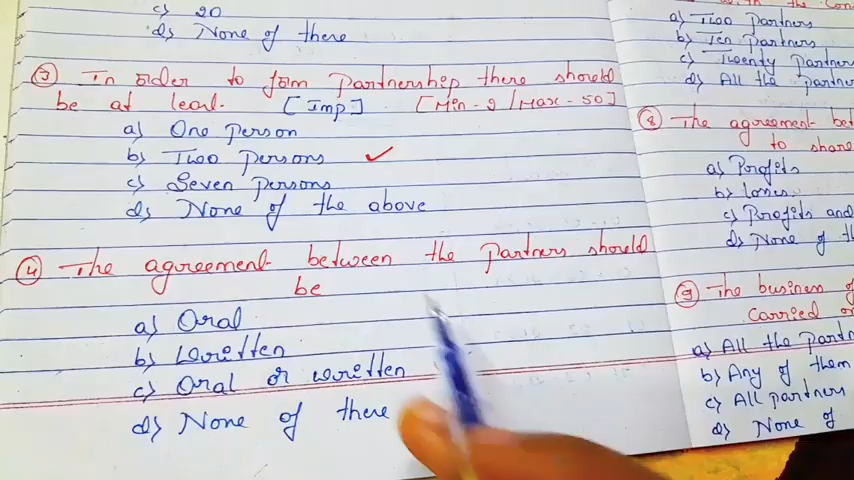 c) 20
d) None of there
③ In order to form Partnership there should
be at least. [Imp] [Min - 2 / Max - 50]
a) One person
b) Two persons ✓
c) Seven persons
d) None of the above
④ The agreement between the Partners should
be
a) Oral
b) Written
c) Oral or written
d) None of there
a) Two Partners
b) Ten Partners
c) Twenty Partners
d) All the
⑧ The agreement
to share
a) Profits
b) losses
c) Profits and
d) None of
⑨ The business of
carried
a) All the
b) Any of them
c) All partners
d) None of